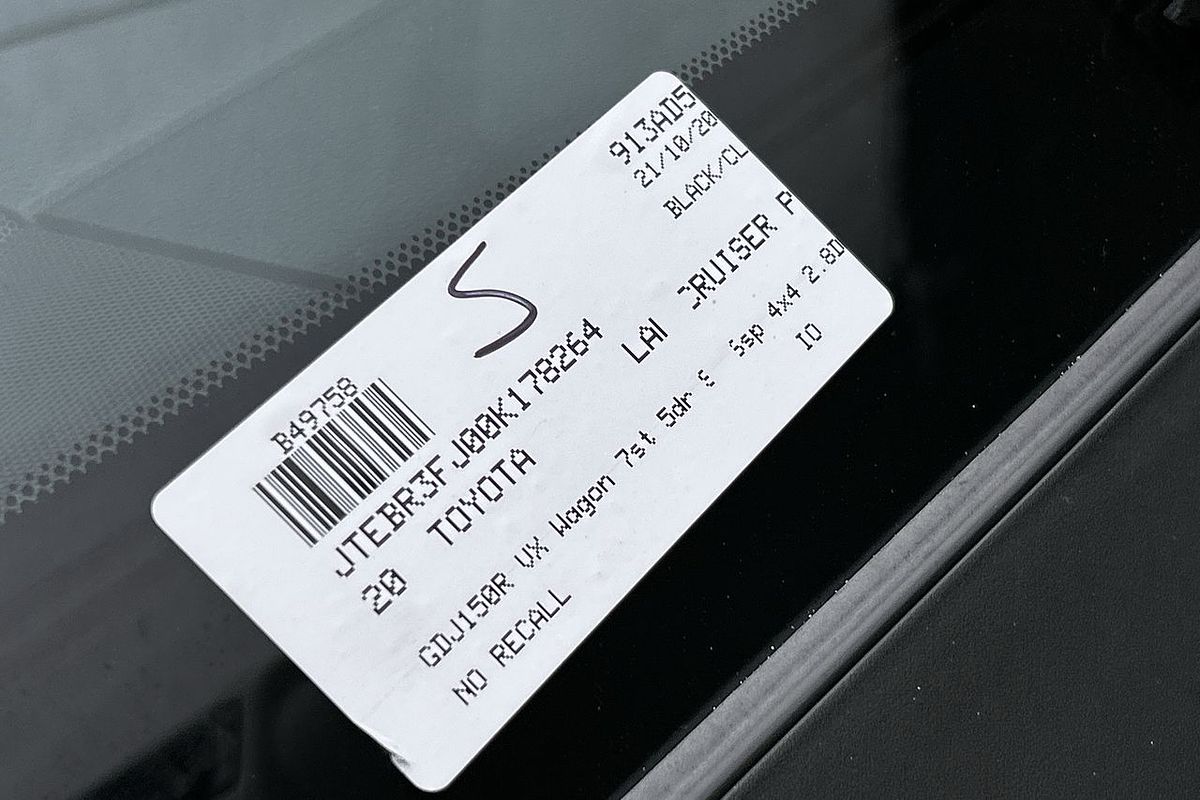 913AD5
21/10/20
BLACK/CL
S
B49758
JTEBR3FJ00K178264
20 TOYOTA LAI CRUISER P
GDJ150R VX Wagon 7st 5dr S 6sp 4x4 2.8D
NO RECALL IO